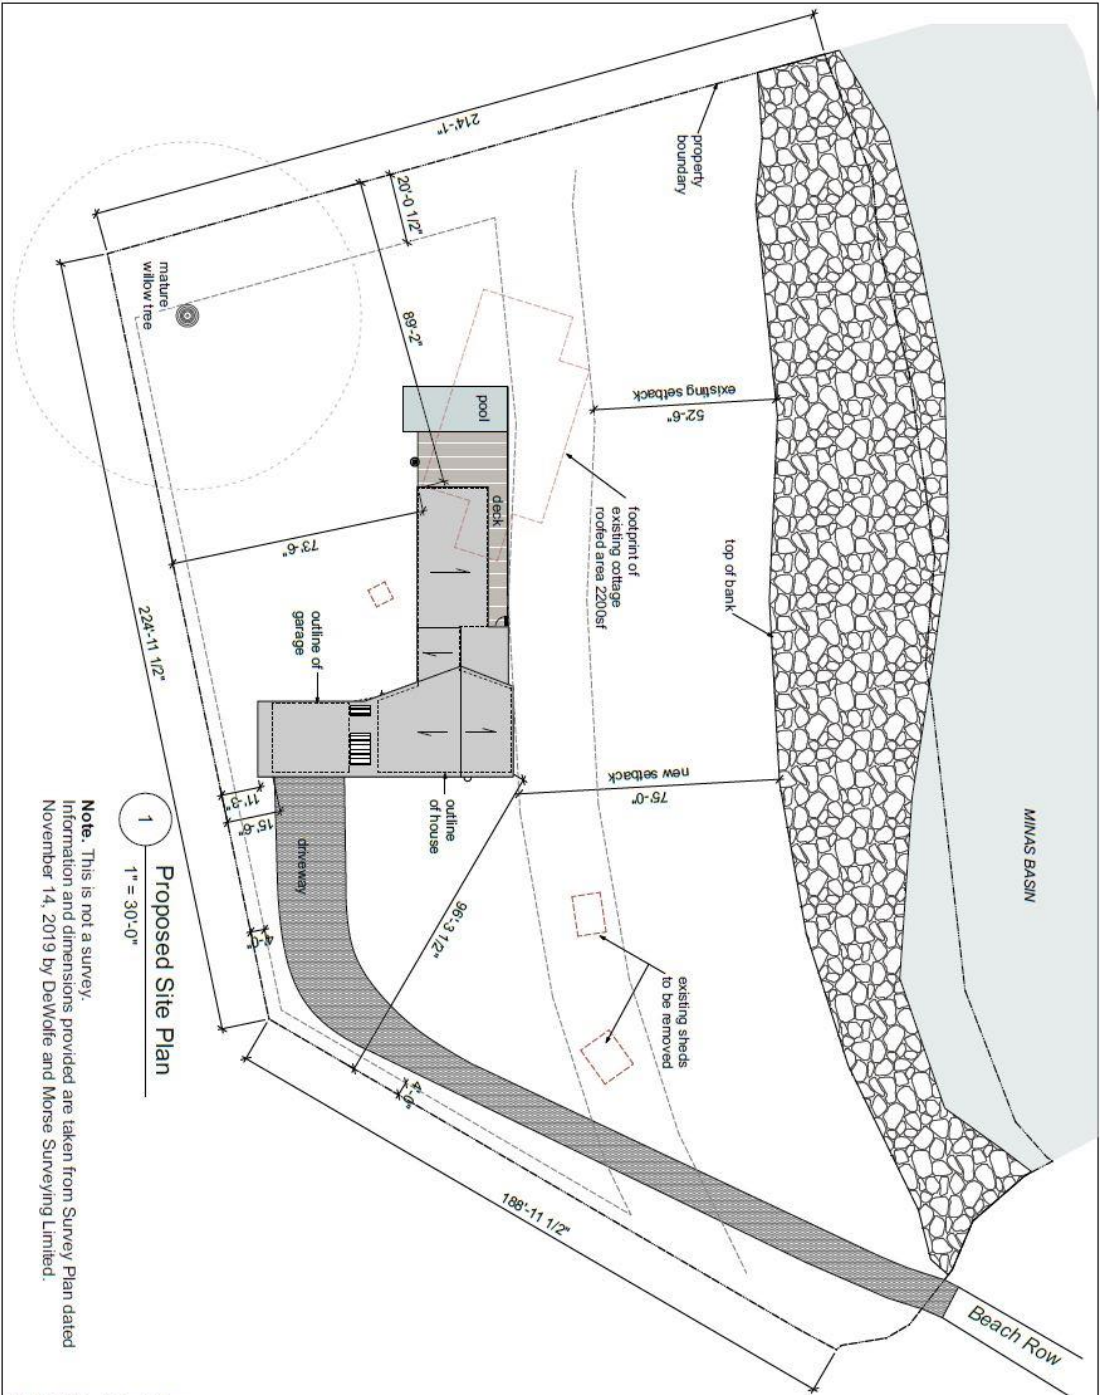 MINAS BASIN
Beach Row
property
boundary
top of bank
existing setback
52'-6"
new setback
75'-0"
footprint of
existing cottage
roofed area 2200sf
existing sheds
to be removed
214'-1"
20'-0 1/2"
89'-2"
pool
deck
mature
willow tree
73'-6"
224'-11 1/2"
outline of
garage
outline
of house
11'-3"
15'-6"
driveway
4'-0"
96'-3 1/2"
4'-0"
188'-11 1/2"
1
Proposed Site Plan
1" = 30'-0"
Note. This is not a survey.
Information and dimensions provided are taken from Survey Plan dated
November 14, 2019 by DeWolfe and Morse Surveying Limited.